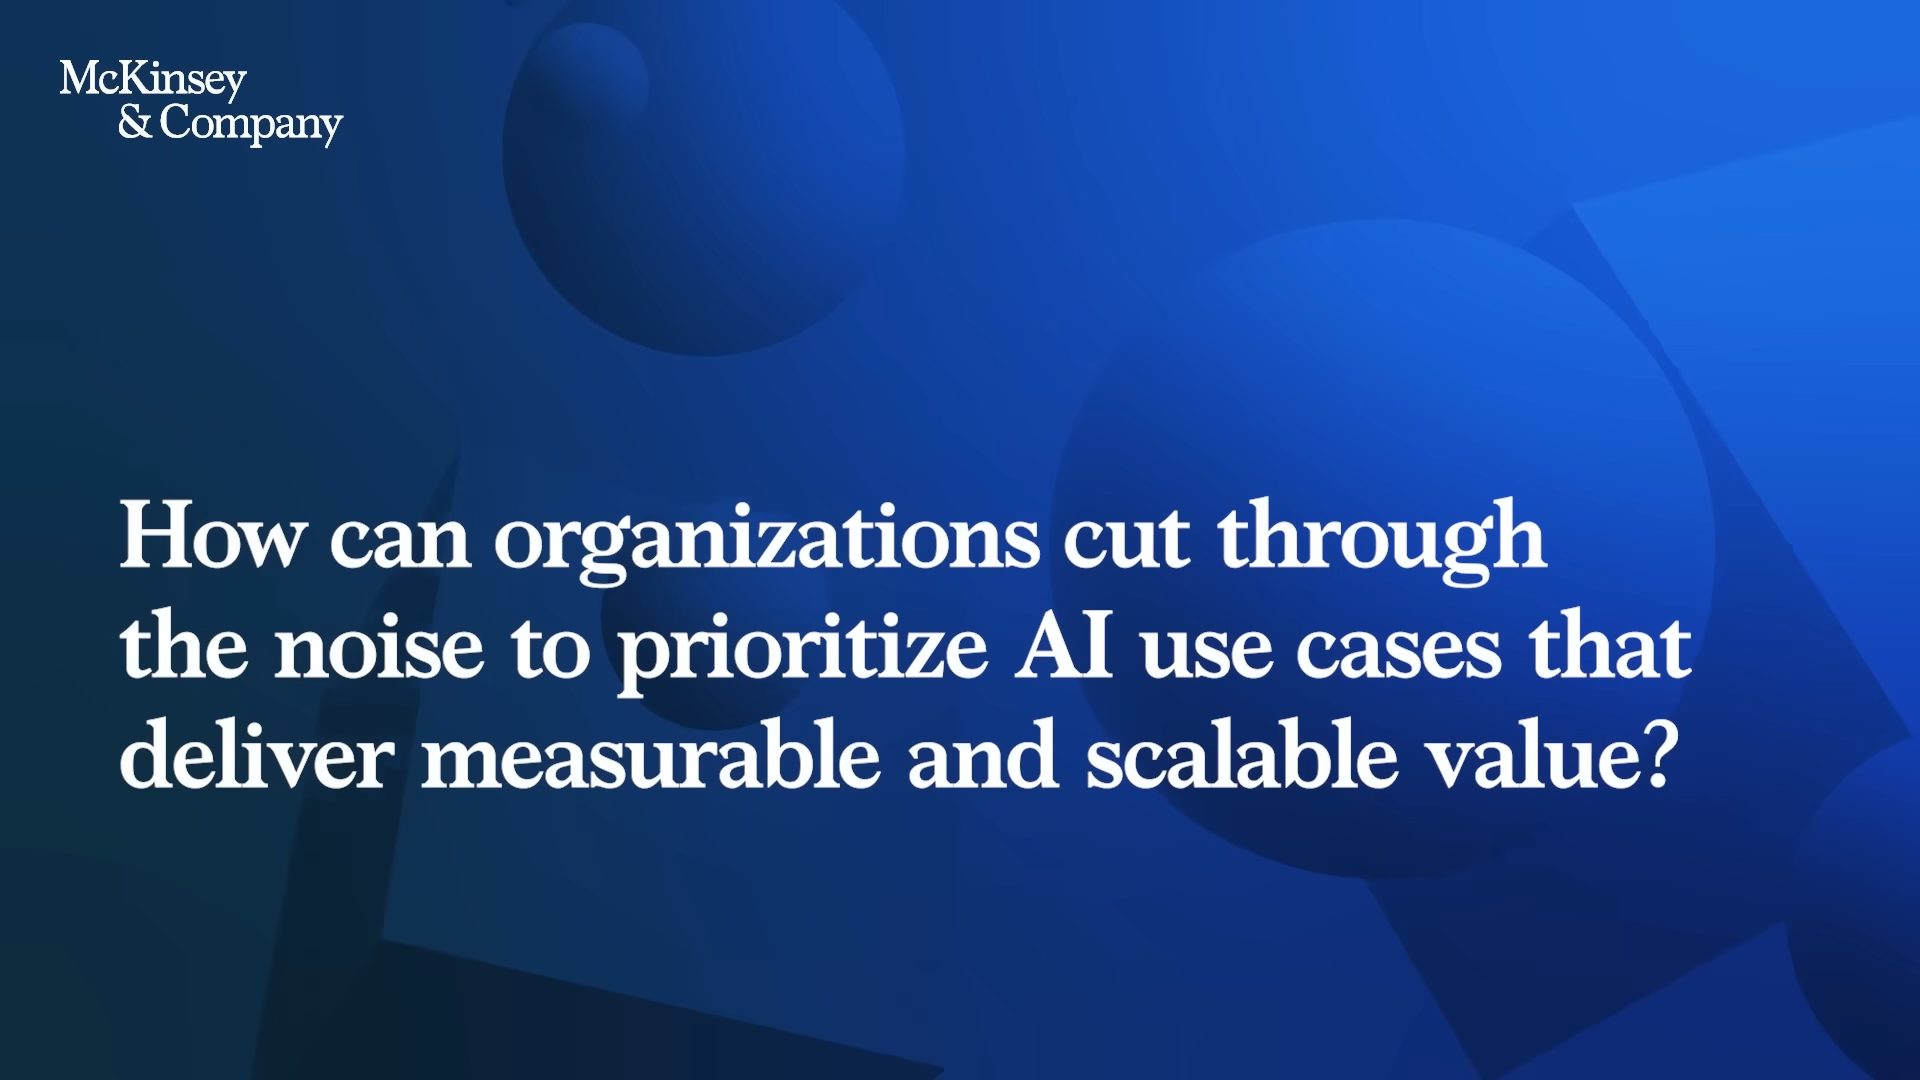 McKinsey
& Company
How can organizations cut through
the noise to prioritize AI use cases that
deliver measurable and scalable value?